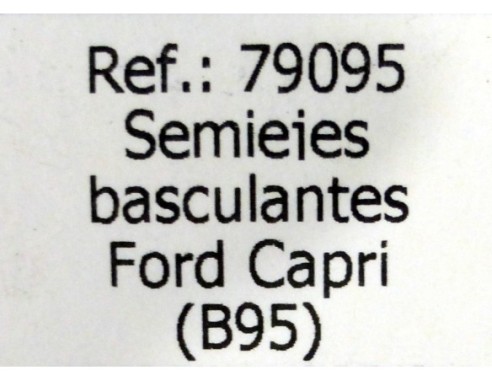 Ref.: 79095
Semiejes
basculantes
Ford Capri
(B95)